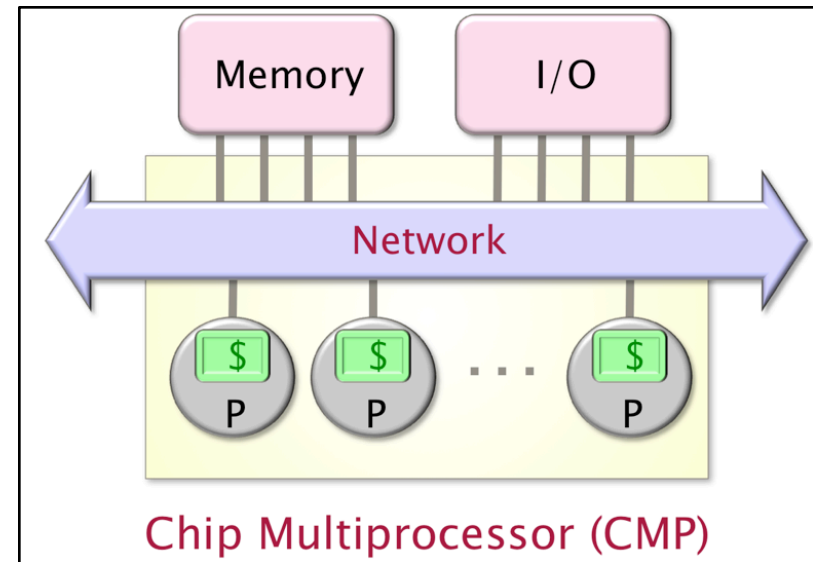 Memory I/O
Network
$ $ ... $
P P P
Chip Multiprocessor (CMP)